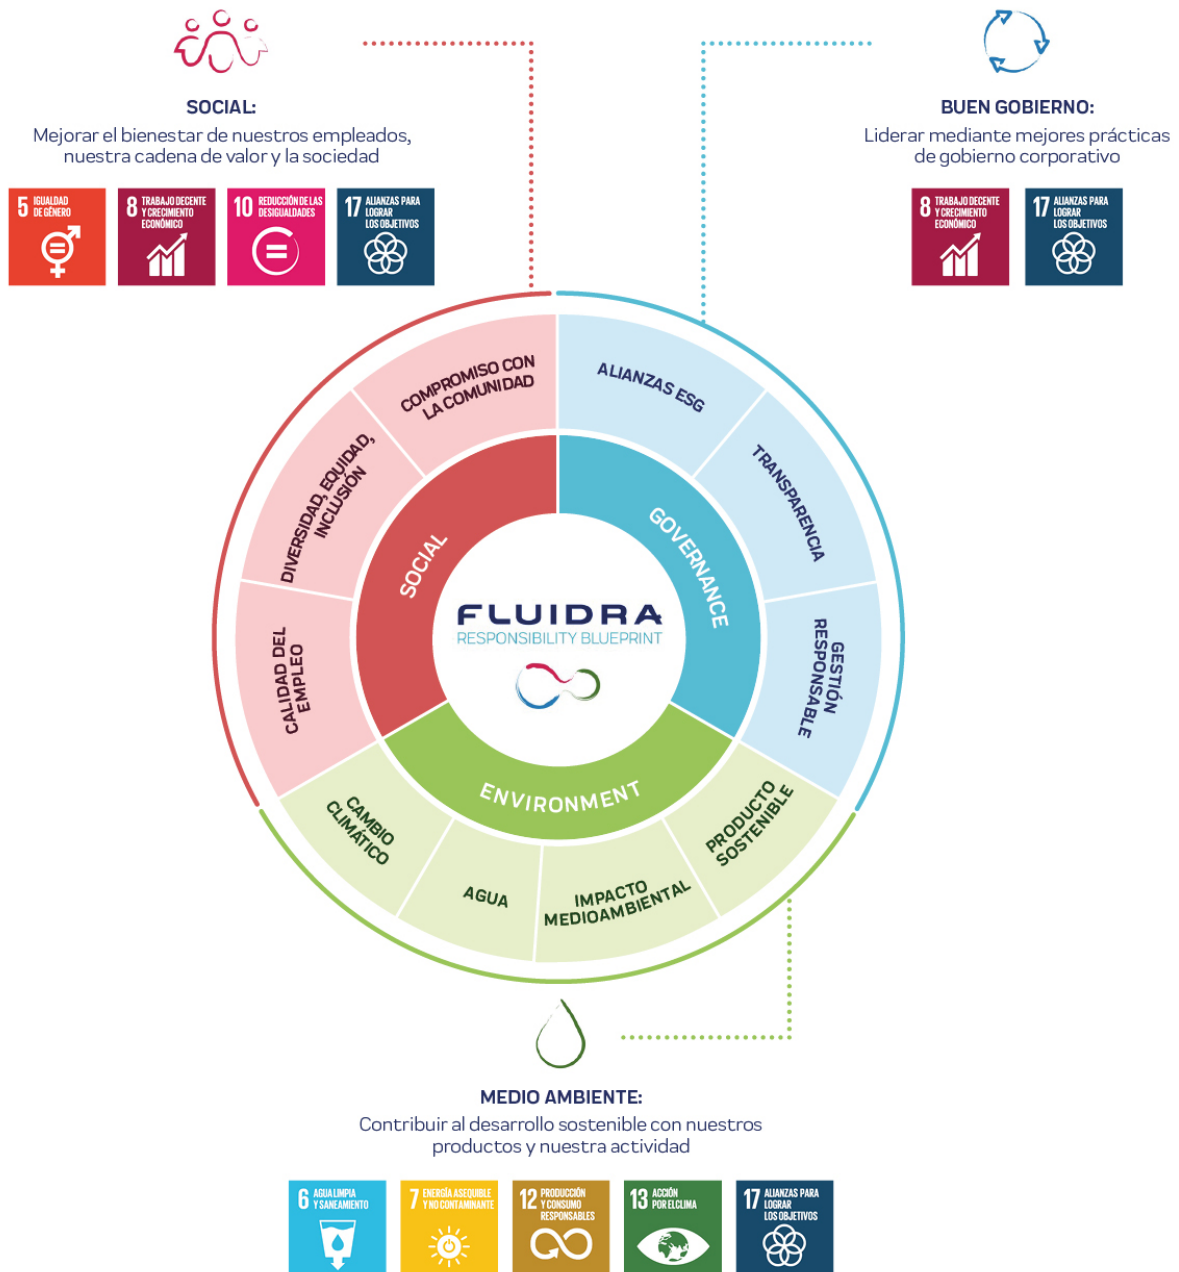 SOCIAL:
Mejorar el bienestar de nuestros empleados,
nuestra cadena de valor y la sociedad
5 IGUALDAD
DE GÉNERO
8 TRABAJO DECENTE
Y CRECIMIENTO
ECONÓMICO
10 REDUCCIÓN DE LAS
DESIGUALDADES
17 ALIANZAS PARA
LOGRAR
LOS OBJETIVOS
BUEN GOBIERNO:
Liderar mediante mejores prácticas
de gobierno corporativo
8 TRABAJO DECENTE
Y CRECIMIENTO
ECONÓMICO
17 ALIANZAS PARA
LOGRAR
LOS OBJETIVOS
COMPROMISO CON
LA COMUNIDAD
ALIANZAS ESG
DIVERSIDAD, EQUIDAD,
INCLUSIÓN
TRANSPARENCIA
SOCIAL
GOVERNANCE
FLUIDRA
RESPONSIBILITY BLUEPRINT
CALIDAD DEL
EMPLEO
GESTIÓN
RESPONSABLE
ENVIRONMENT
CAMBIO
CLIMÁTICO
AGUA
IMPACTO
MEDIOAMBIENTAL
PRODUCTO
SOSTENIBLE
MEDIO AMBIENTE:
Contribuir al desarrollo sostenible con nuestros
productos y nuestra actividad
6 AGUA LIMPIA
Y SANEAMIENTO
7 ENERGÍA ASEQUIBLE
Y NO CONTAMINANTE
12 PRODUCCIÓN
Y CONSUMO
RESPONSABLES
13 ACCIÓN
POR EL CLIMA
17 ALIANZAS PARA
LOGRAR
LOS OBJETIVOS